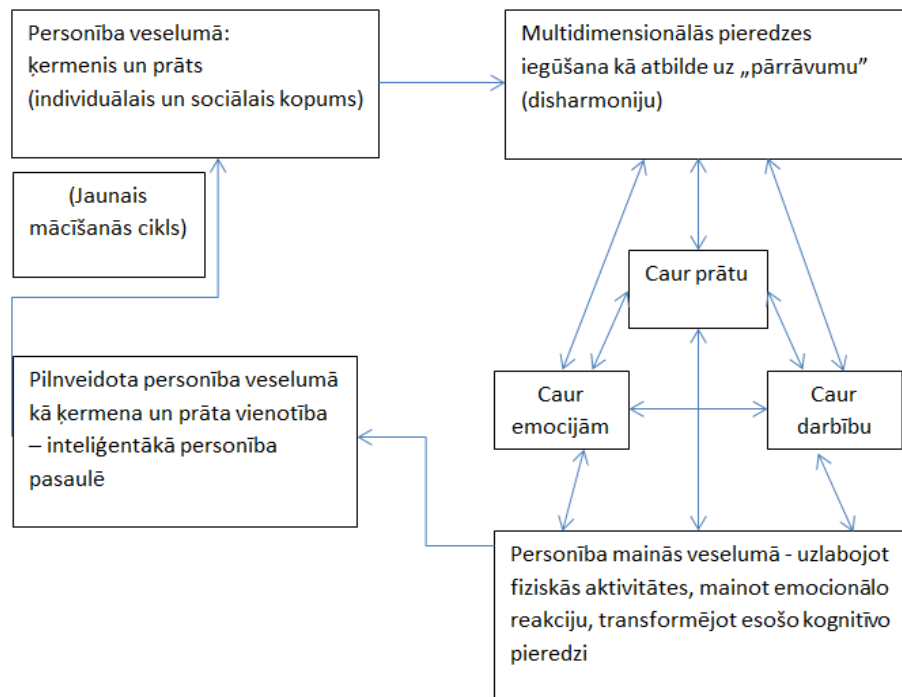 Personība veselumā:
ķermenis un prāts
(individuālais un sociālais kopums)
Multidimensionālās pieredzes
iegūšana kā atbilde uz „pārrāvumu”
(disharmoniju)
(Jaunais
mācīšanās cikls)
Caur prātu
Caur
emocijām
Caur
darbību
Pilnveidota personība veselumā
kā ķermena un prāta vienotība
– inteliģentākā personība
pasaulē
Personība mainās veselumā - uzlabojot
fiziskās aktivitātes, mainot emocionālo
reakciju, transformējot esošo kognitīvo
pieredzi